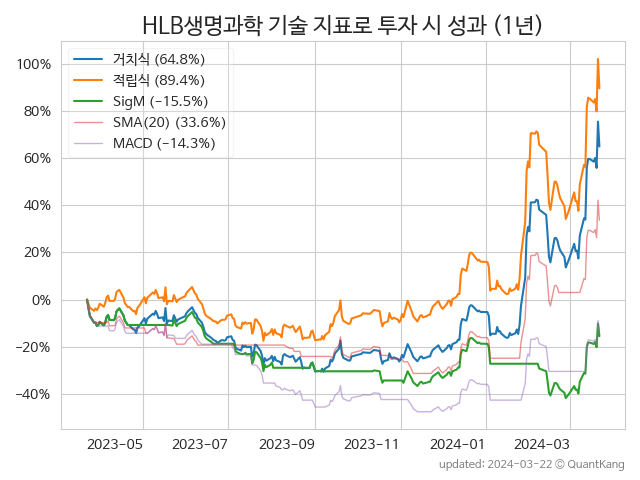 HLB생명과학 기술 지표로 투자 시 성과 (1년)
거치식 (64.8%)
적립식 (89.4%)
SigM (−15.5%)
SMA(20) (33.6%)
MACD (−14.3%)
100%
80%
60%
40%
20%
0%
−20%
−40%
2023−05 2023−07 2023−09 2023−11 2024−01 2024−03
updated: 2024-03-22 © QuantKang